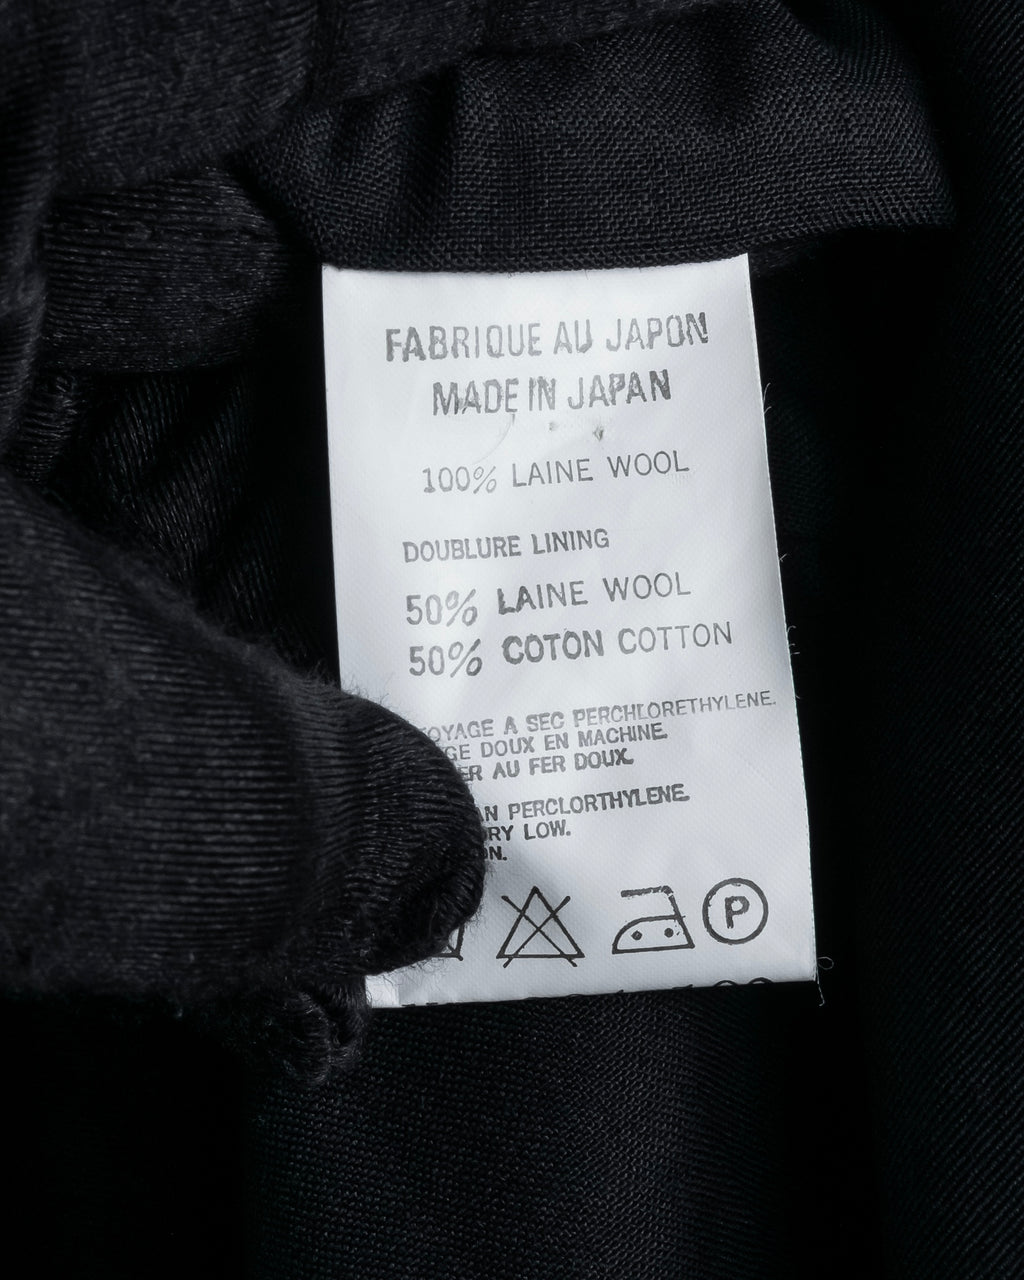 FABRIQUE AU JAPON
MADE IN JAPAN
100% LAINE WOOL
DOUBLURE LINING
50% LAINE WOOL
50% COTON COTTON
A SEC PERCHLORETHYLENE.
DOUX EN MACHINE.
AU FER DOUX.
PERCLORTHYLENE.
LOW.
P